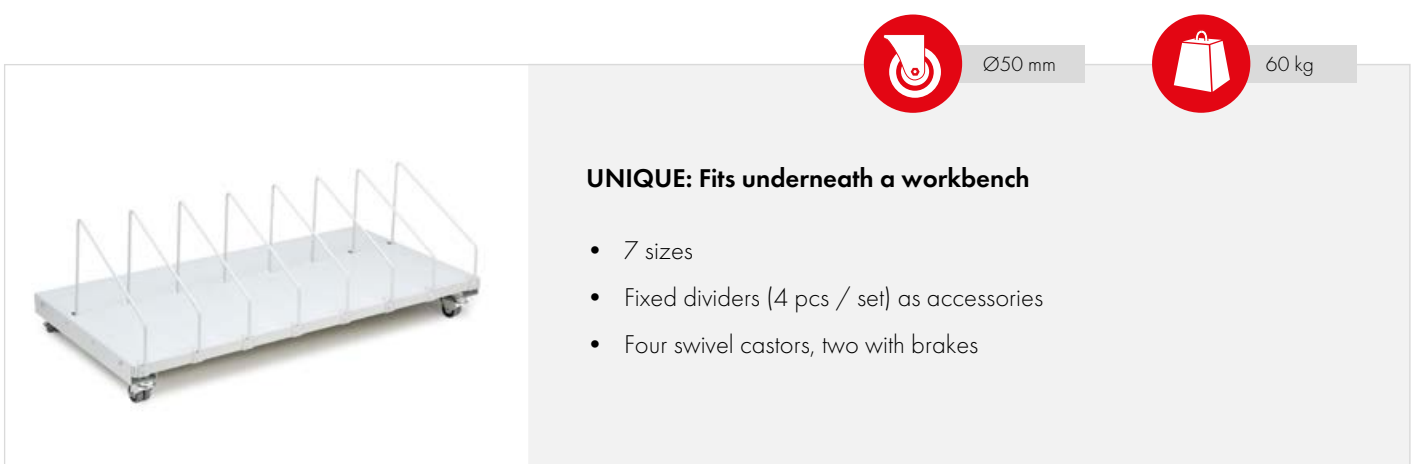 Ø50 mm
60 kg
UNIQUE: Fits underneath a workbench
• 7 sizes
• Fixed dividers (4 pcs / set) as accessories
• Four swivel castors, two with brakes